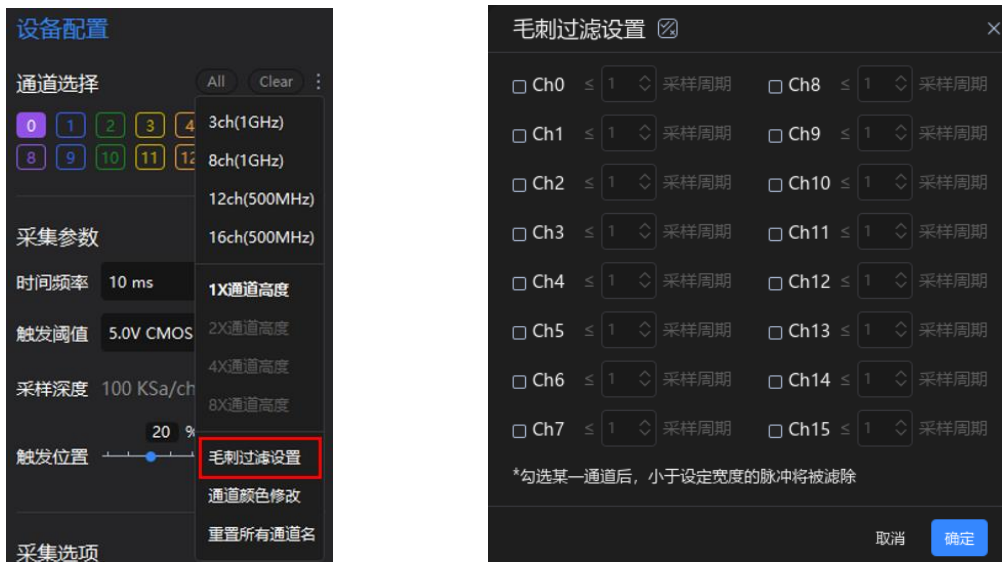 设备配置
通道选择 All Clear
0 1 2 3 4
8 9 10 11 12
3ch(1GHz)
8ch(1GHz)
12ch(500MHz)
16ch(500MHz)
1X通道高度
2X通道高度
4X通道高度
8X通道高度
毛刺过滤设置
通道颜色修改
重置所有通道名
采集参数
时间频率 10 ms
触发阈值 5.0V CMOS
采样深度 100 KSa/ch
20 %
触发位置
采集选项
毛刺过滤设置
Ch0 ≤ 1 采样周期 Ch8 ≤ 1 采样周期
Ch1 ≤ 1 采样周期 Ch9 ≤ 1 采样周期
Ch2 ≤ 1 采样周期 Ch10 ≤ 1 采样周期
Ch3 ≤ 1 采样周期 Ch11 ≤ 1 采样周期
Ch4 ≤ 1 采样周期 Ch12 ≤ 1 采样周期
Ch5 ≤ 1 采样周期 Ch13 ≤ 1 采样周期
Ch6 ≤ 1 采样周期 Ch14 ≤ 1 采样周期
Ch7 ≤ 1 采样周期 Ch15 ≤ 1 采样周期
*勾选某一通道后，小于设定宽度的脉冲将被滤除
取消 确定